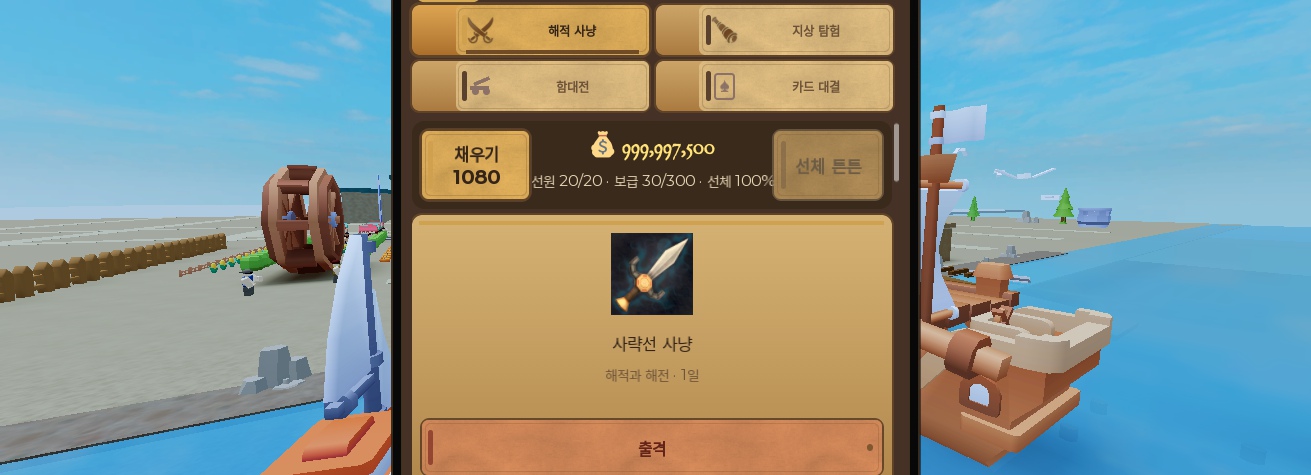 해적 사냥
지상 탐험
함대전
카드 대결
채우기
1080
999,997,500
선원 20/20 · 보급 30/300 · 선체 100%
선체 튼튼
사략선 사냥
해적과 해전 · 1일
출격